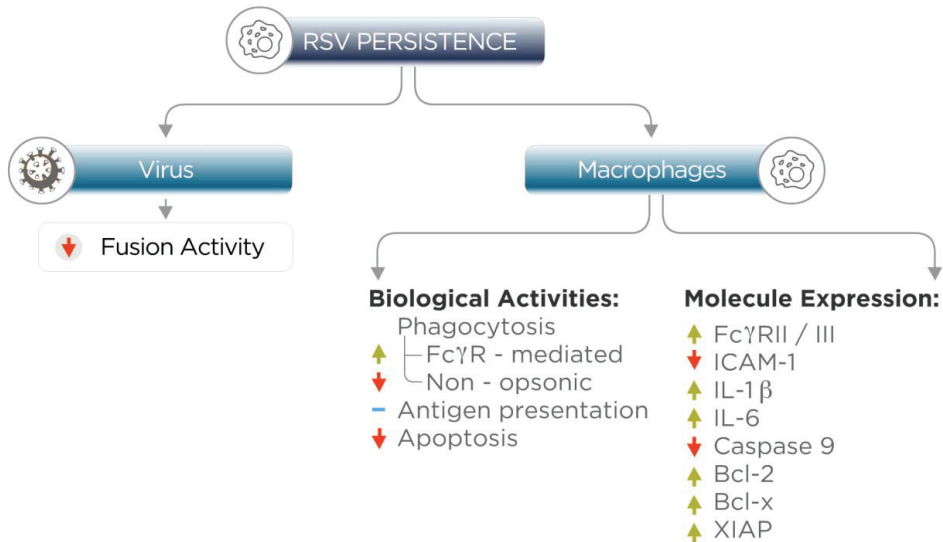 RSV PERSISTENCE
Virus
Macrophages
Fusion Activity
Biological Activities:
Phagocytosis
FcγR - mediated
Non - opsonic
Antigen presentation
Apoptosis
Molecule Expression:
FcγRII / III
ICAM-1
IL-1β
IL-6
Caspase 9
Bcl-2
Bcl-x
XIAP